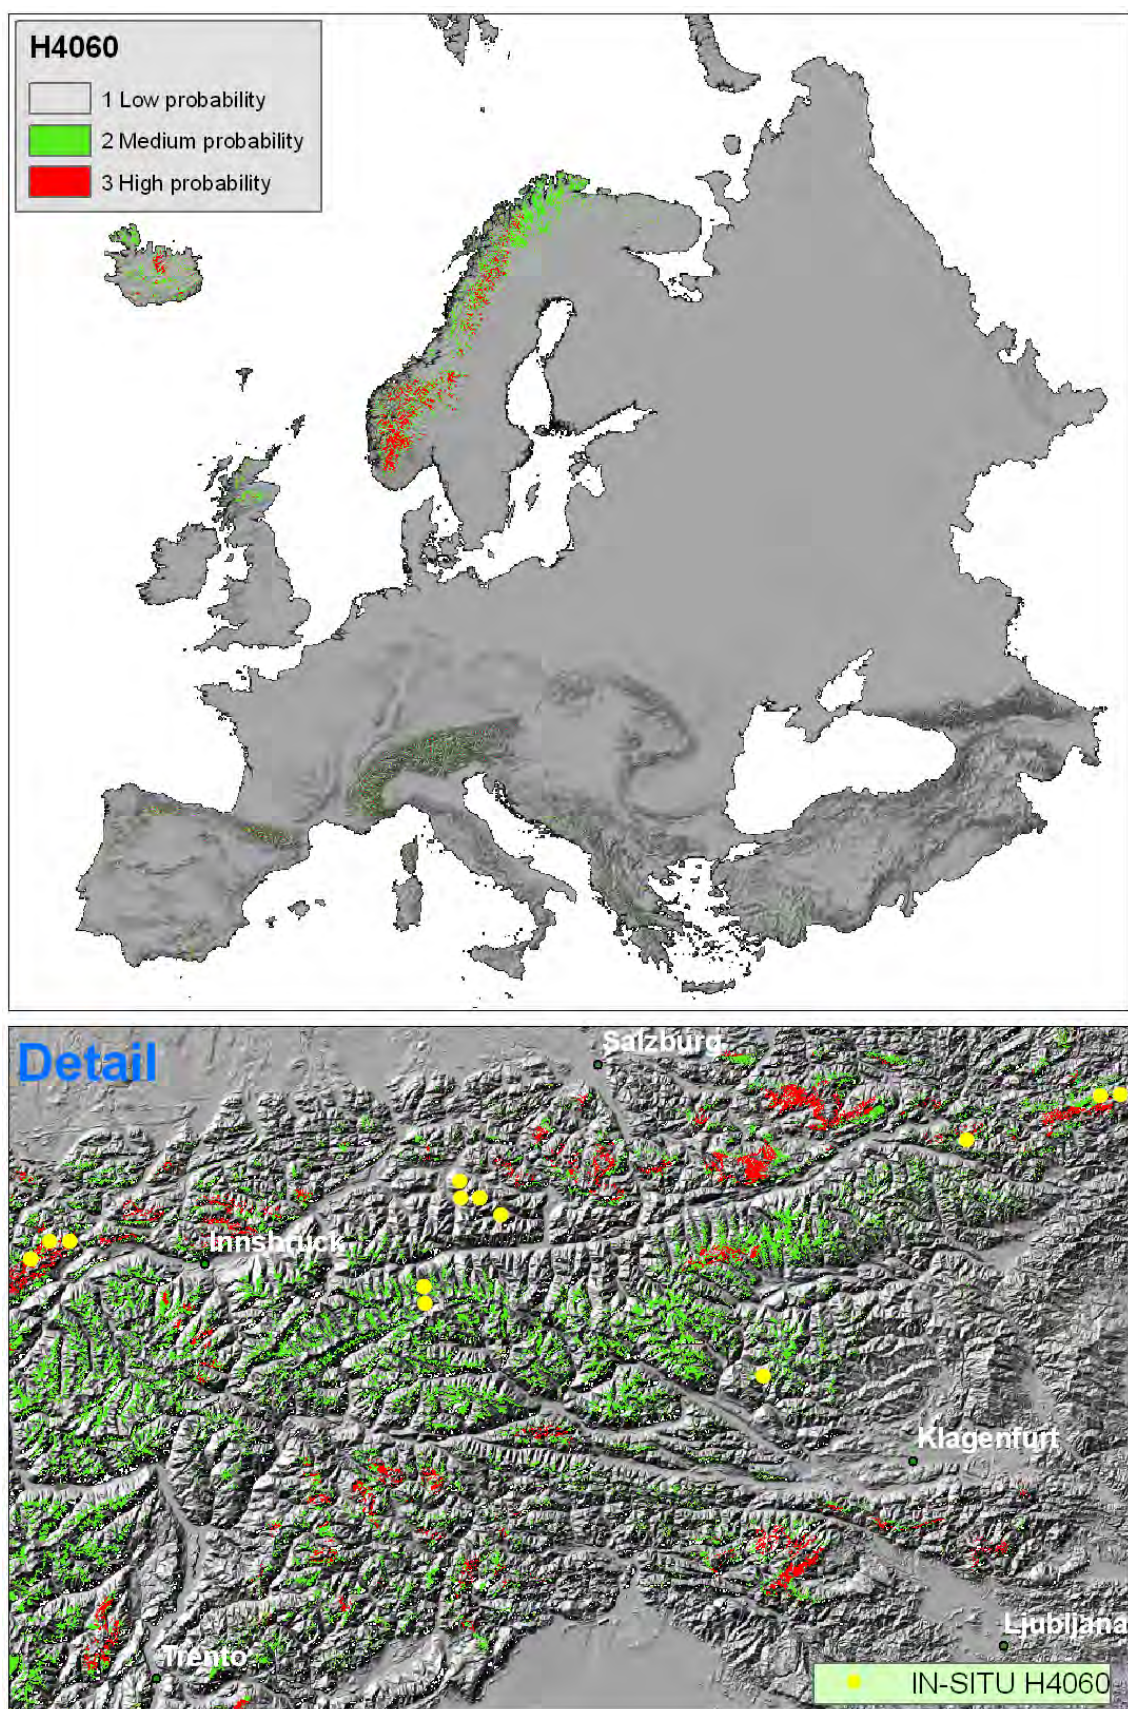 H4060
1 Low probability
2 Medium probability
3 High probability
Detail
Salzburg
Innsbruck
Klagenfurt
Ljubljana
Trento
IN-SITU H4060